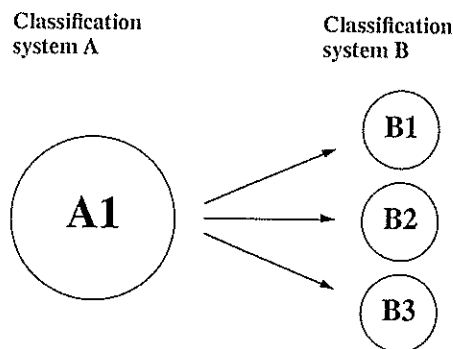 Classification
system A
Classification
system B
A1
B1
B2
B3